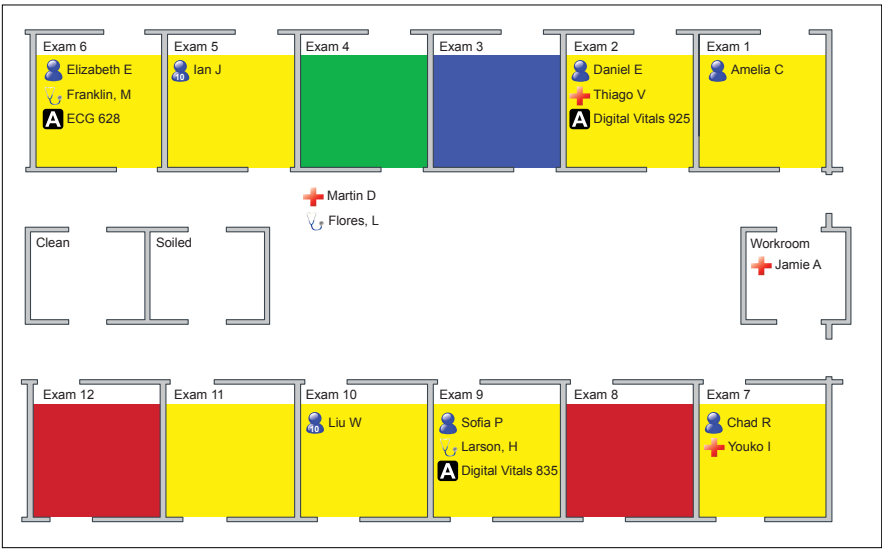 Exam 6
Elizabeth E
Franklin, M
A ECG 628
Exam 5
10 Ian J
Exam 4
Exam 3
Exam 2
Daniel E
Thiago V
A Digital Vitals 925
Exam 1
Amelia C
Martin D
Flores, L
Clean
Soiled
Workroom
Jamie A
Exam 12
Exam 11
Exam 10
10 Liu W
Exam 9
Sofia P
Larson, H
A Digital Vitals 835
Exam 8
Exam 7
Chad R
Youko I